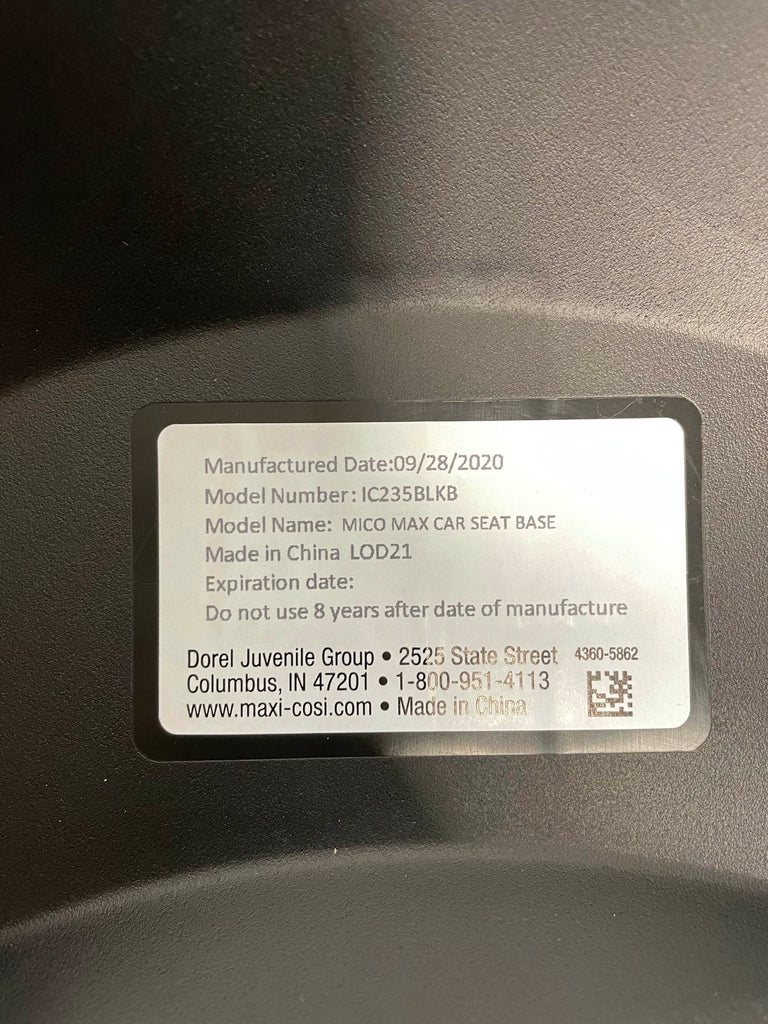 Manufactured Date:09/28/2020
Model Number: IC235BLKB
Model Name: MICO MAX CAR SEAT BASE
Made in China LOD21
Expiration date:
Do not use 8 years after date of manufacture
Dorel Juvenile Group • 2525 State Street 4360-5862
Columbus, IN 47201 • 1-800-951-4113
www.maxi-cosi.com • Made in China